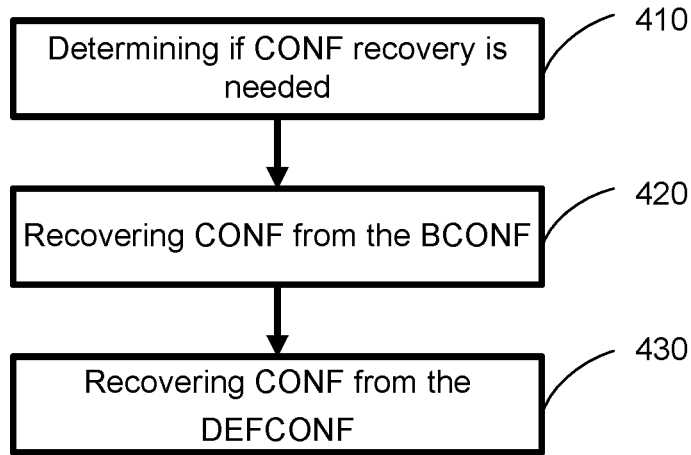 410
Determining if CONF recovery is
needed
420
Recovering CONF from the BCONF
430
Recovering CONF from the
DEFCONF